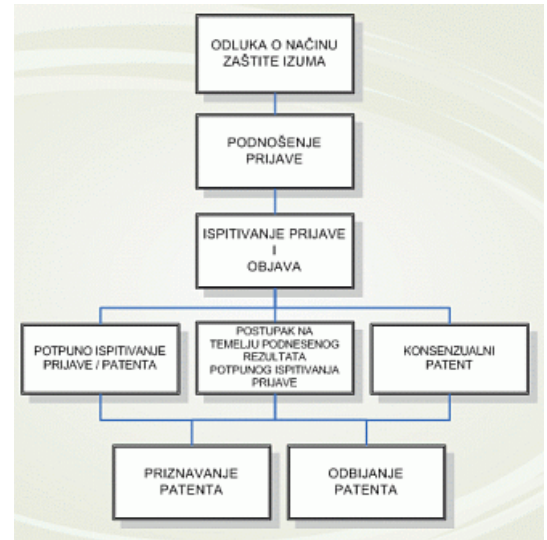 ODLUKA O NAČINU
ZAŠTITE IZUMA
PODNOŠENJE
PRIJAVE
ISPITIVANJE PRIJAVE
I
OBJAVA
POTPUNO ISPITIVANJE
PRIJAVE / PATENTA
POSTUPAK NA
TEMELJU PODNESENOG
REZULTATA
POTPUNOG ISPITIVANJA
PRIJAVE
KONSENZUALNI
PATENT
PRIZNAVANJE
PATENTA
ODBIJANJE
PATENTA